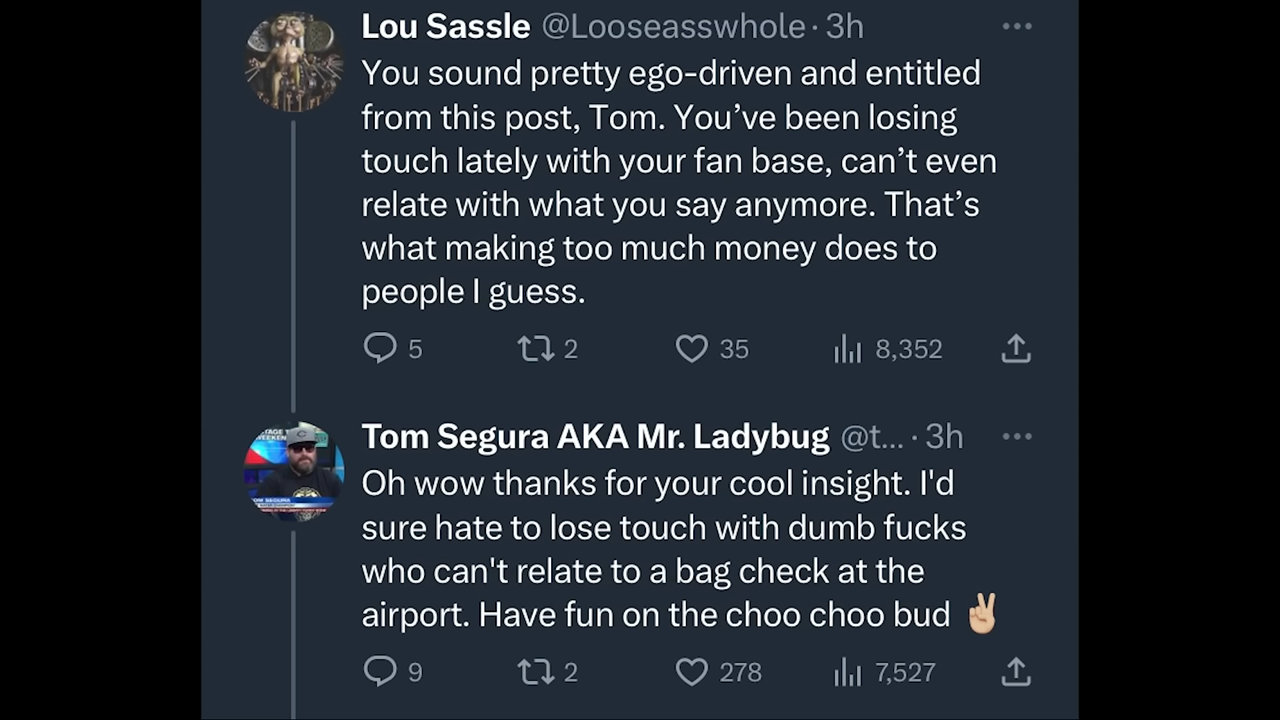 Lou Sassle @Looseasswhole · 3h
You sound pretty ego-driven and entitled
from this post, Tom. You’ve been losing
touch lately with your fan base, can’t even
relate with what you say anymore. That’s
what making too much money does to
people I guess.
5 2 35 8,352
Tom Segura AKA Mr. Ladybug @t... · 3h
Oh wow thanks for your cool insight. I'd
sure hate to lose touch with dumb fucks
who can't relate to a bag check at the
airport. Have fun on the choo choo bud ✌🏼
9 2 278 7,527